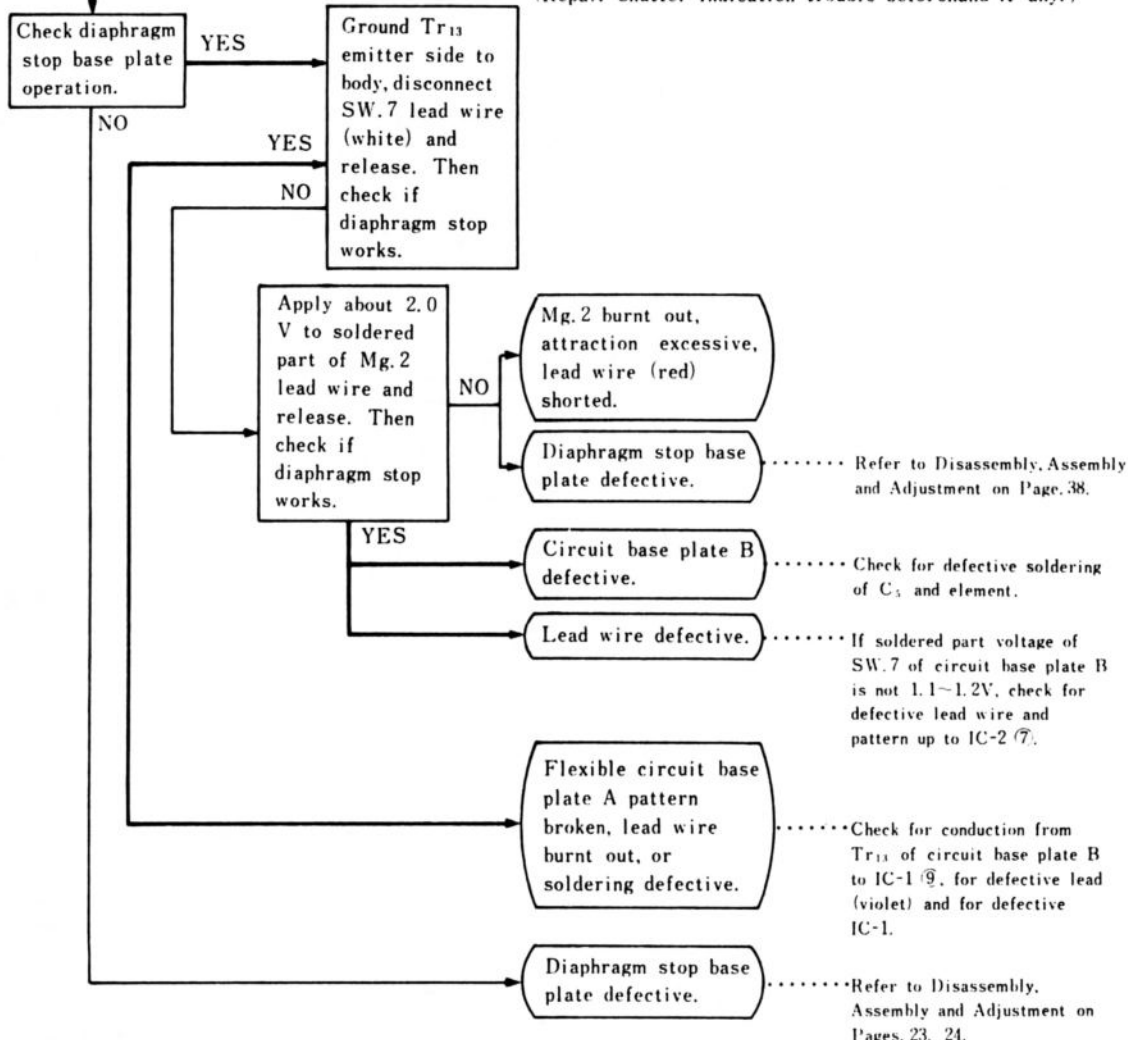 Check diaphragm
stop base plate
operation.
YES
NO
Ground Tr₁₃
emitter side to
body, disconnect
SW.7 lead wire
(white) and
release. Then
check if
diaphragm stop
works.
YES
NO
Apply about 2.0
V to soldered
part of Mg.2
lead wire and
release. Then
check if
diaphragm stop
works.
NO
YES
Mg.2 burnt out,
attraction excessive,
lead wire (red)
shorted.
Diaphragm stop base
plate defective.
Refer to Disassembly, Assembly
and Adjustment on Page. 38.
Circuit base plate B
defective.
Check for defective soldering
of C₅ and element.
Lead wire defective.
If soldered part voltage of
SW.7 of circuit base plate B
is not 1.1~1.2V, check for
defective lead wire and
pattern up to IC-2 ⑦.
Flexible circuit base
plate A pattern
broken, lead wire
burnt out, or
soldering defective.
Check for conduction from
Tr₁₃ of circuit base plate B
to IC-1 ⑨, for defective lead
(violet) and for defective
IC-1.
Diaphragm stop base
plate defective.
Refer to Disassembly,
Assembly and Adjustment on
Pages. 23, 24.